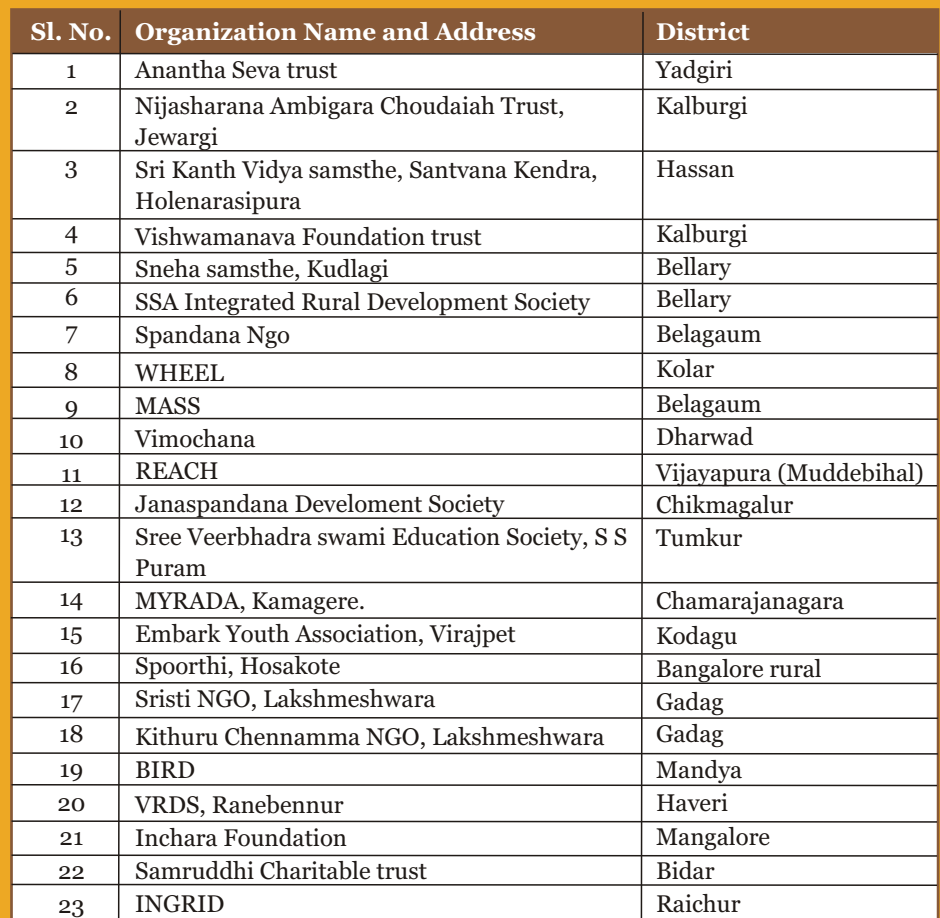 Sl. No. Organization Name and Address District
1 Anantha Seva trust Yadgiri
2 Nijasharana Ambigara Choudaiah Trust, Kalburgi
Jewargi
3 Sri Kanth Vidya samsthe, Santvana Kendra, Hassan
Holenarasipura
4 Vishwamanava Foundation trust Kalburgi
5 Sneha samsthe, Kudlagi Bellary
6 SSA Integrated Rural Development Society Bellary
7 Spandana Ngo Belagaum
8 WHEEL Kolar
9 MASS Belagaum
10 Vimochana Dharwad
11 REACH Vijayapura (Muddebihal)
12 Janaspandana Develoment Society Chikmagalur
13 Sree Veerbhadra swami Education Society, S S Tumkur
Puram
14 MYRADA, Kamagere. Chamarajanagara
15 Embark Youth Association, Virajpet Kodagu
16 Spoorthi, Hosakote Bangalore rural
17 Sristi NGO, Lakshmeshwara Gadag
18 Kithuru Chennamma NGO, Lakshmeshwara Gadag
19 BIRD Mandya
20 VRDS, Ranebennur Haveri
21 Inchara Foundation Mangalore
22 Samruddhi Charitable trust Bidar
23 INGRID Raichur